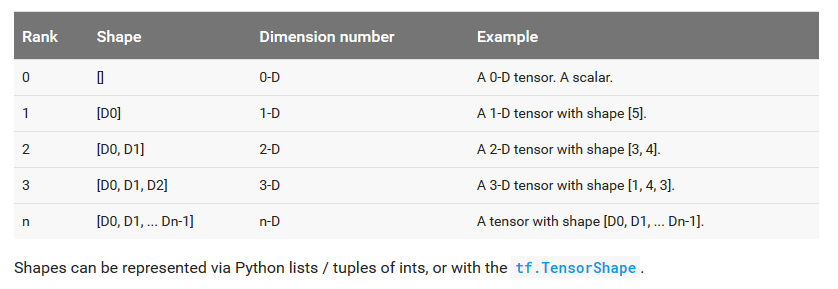 Rank Shape Dimension number Example
0 [] 0-D A 0-D tensor. A scalar.
1 [D0] 1-D A 1-D tensor with shape [5].
2 [D0, D1] 2-D A 2-D tensor with shape [3, 4].
3 [D0, D1, D2] 3-D A 3-D tensor with shape [1, 4, 3].
n [D0, D1, ... Dn-1] n-D A tensor with shape [D0, D1, ... Dn-1].
Shapes can be represented via Python lists / tuples of ints, or with the tf.TensorShape.